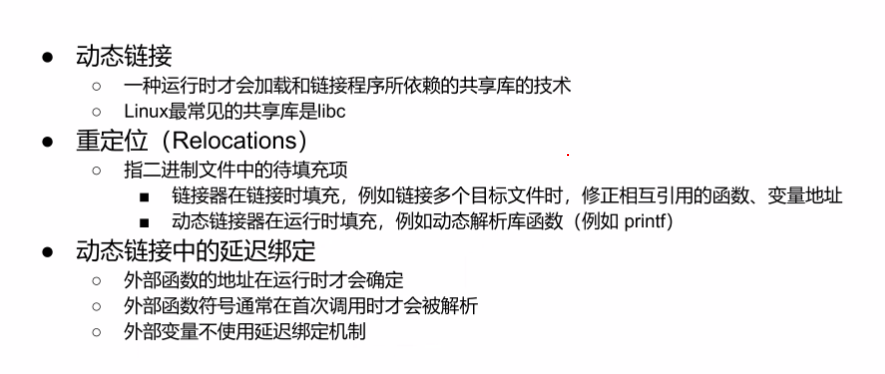 ● 动态链接
○ 一种运行时才会加载和链接程序所依赖的共享库的技术
○ Linux最常见的共享库是libc
● 重定位（Relocations）
○ 指二进制文件中的待填充项
■ 链接器在链接时填充，例如链接多个目标文件时，修正相互引用的函数、变量地址
■ 动态链接器在运行时填充，例如动态解析库函数（例如 printf）
● 动态链接中的延迟绑定
○ 外部函数的地址在运行时才会确定
○ 外部函数符号通常在首次调用时才会被解析
○ 外部变量不使用延迟绑定机制